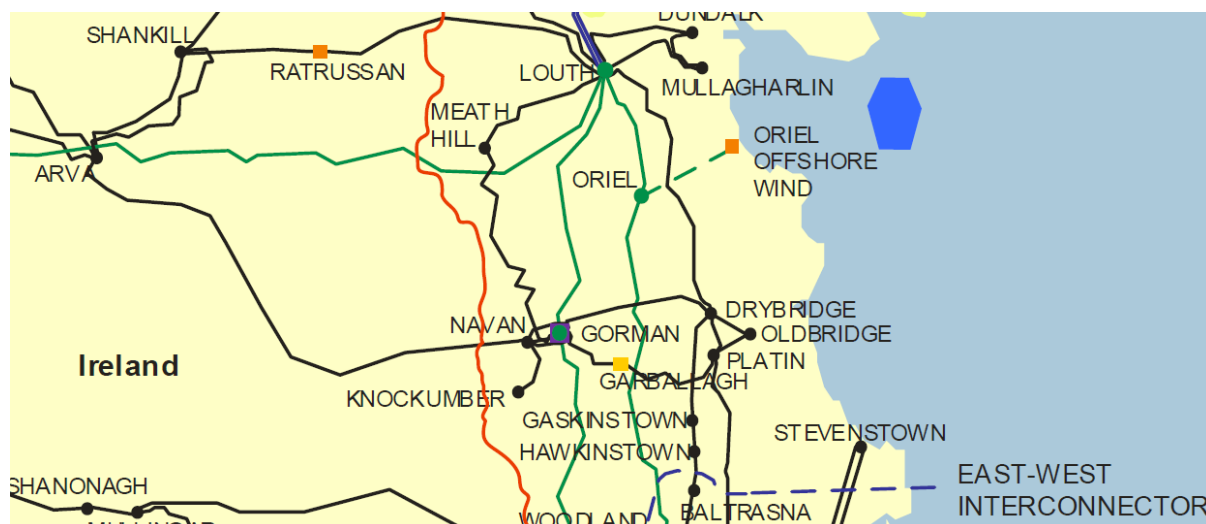 DUNDALK
SHANKILL
RATRUSSAN
LOUTH
MULLAGHARLIN
MEATH
HILL
ORIEL
OFFSHORE
WIND
ARVA
ORIEL
DRYBRIDGE
NAVAN
GORMAN
OLDBRIDGE
PLATIN
Ireland
GARBALLAGH
KNOCKUMBER
GASKINSTOWN
STEVENSTOWN
HAWKINSTOWN
EAST-WEST
INTERCONNECTOR
SHANONAGH
MULLINGAR
WOODLAND
BALTRASNA